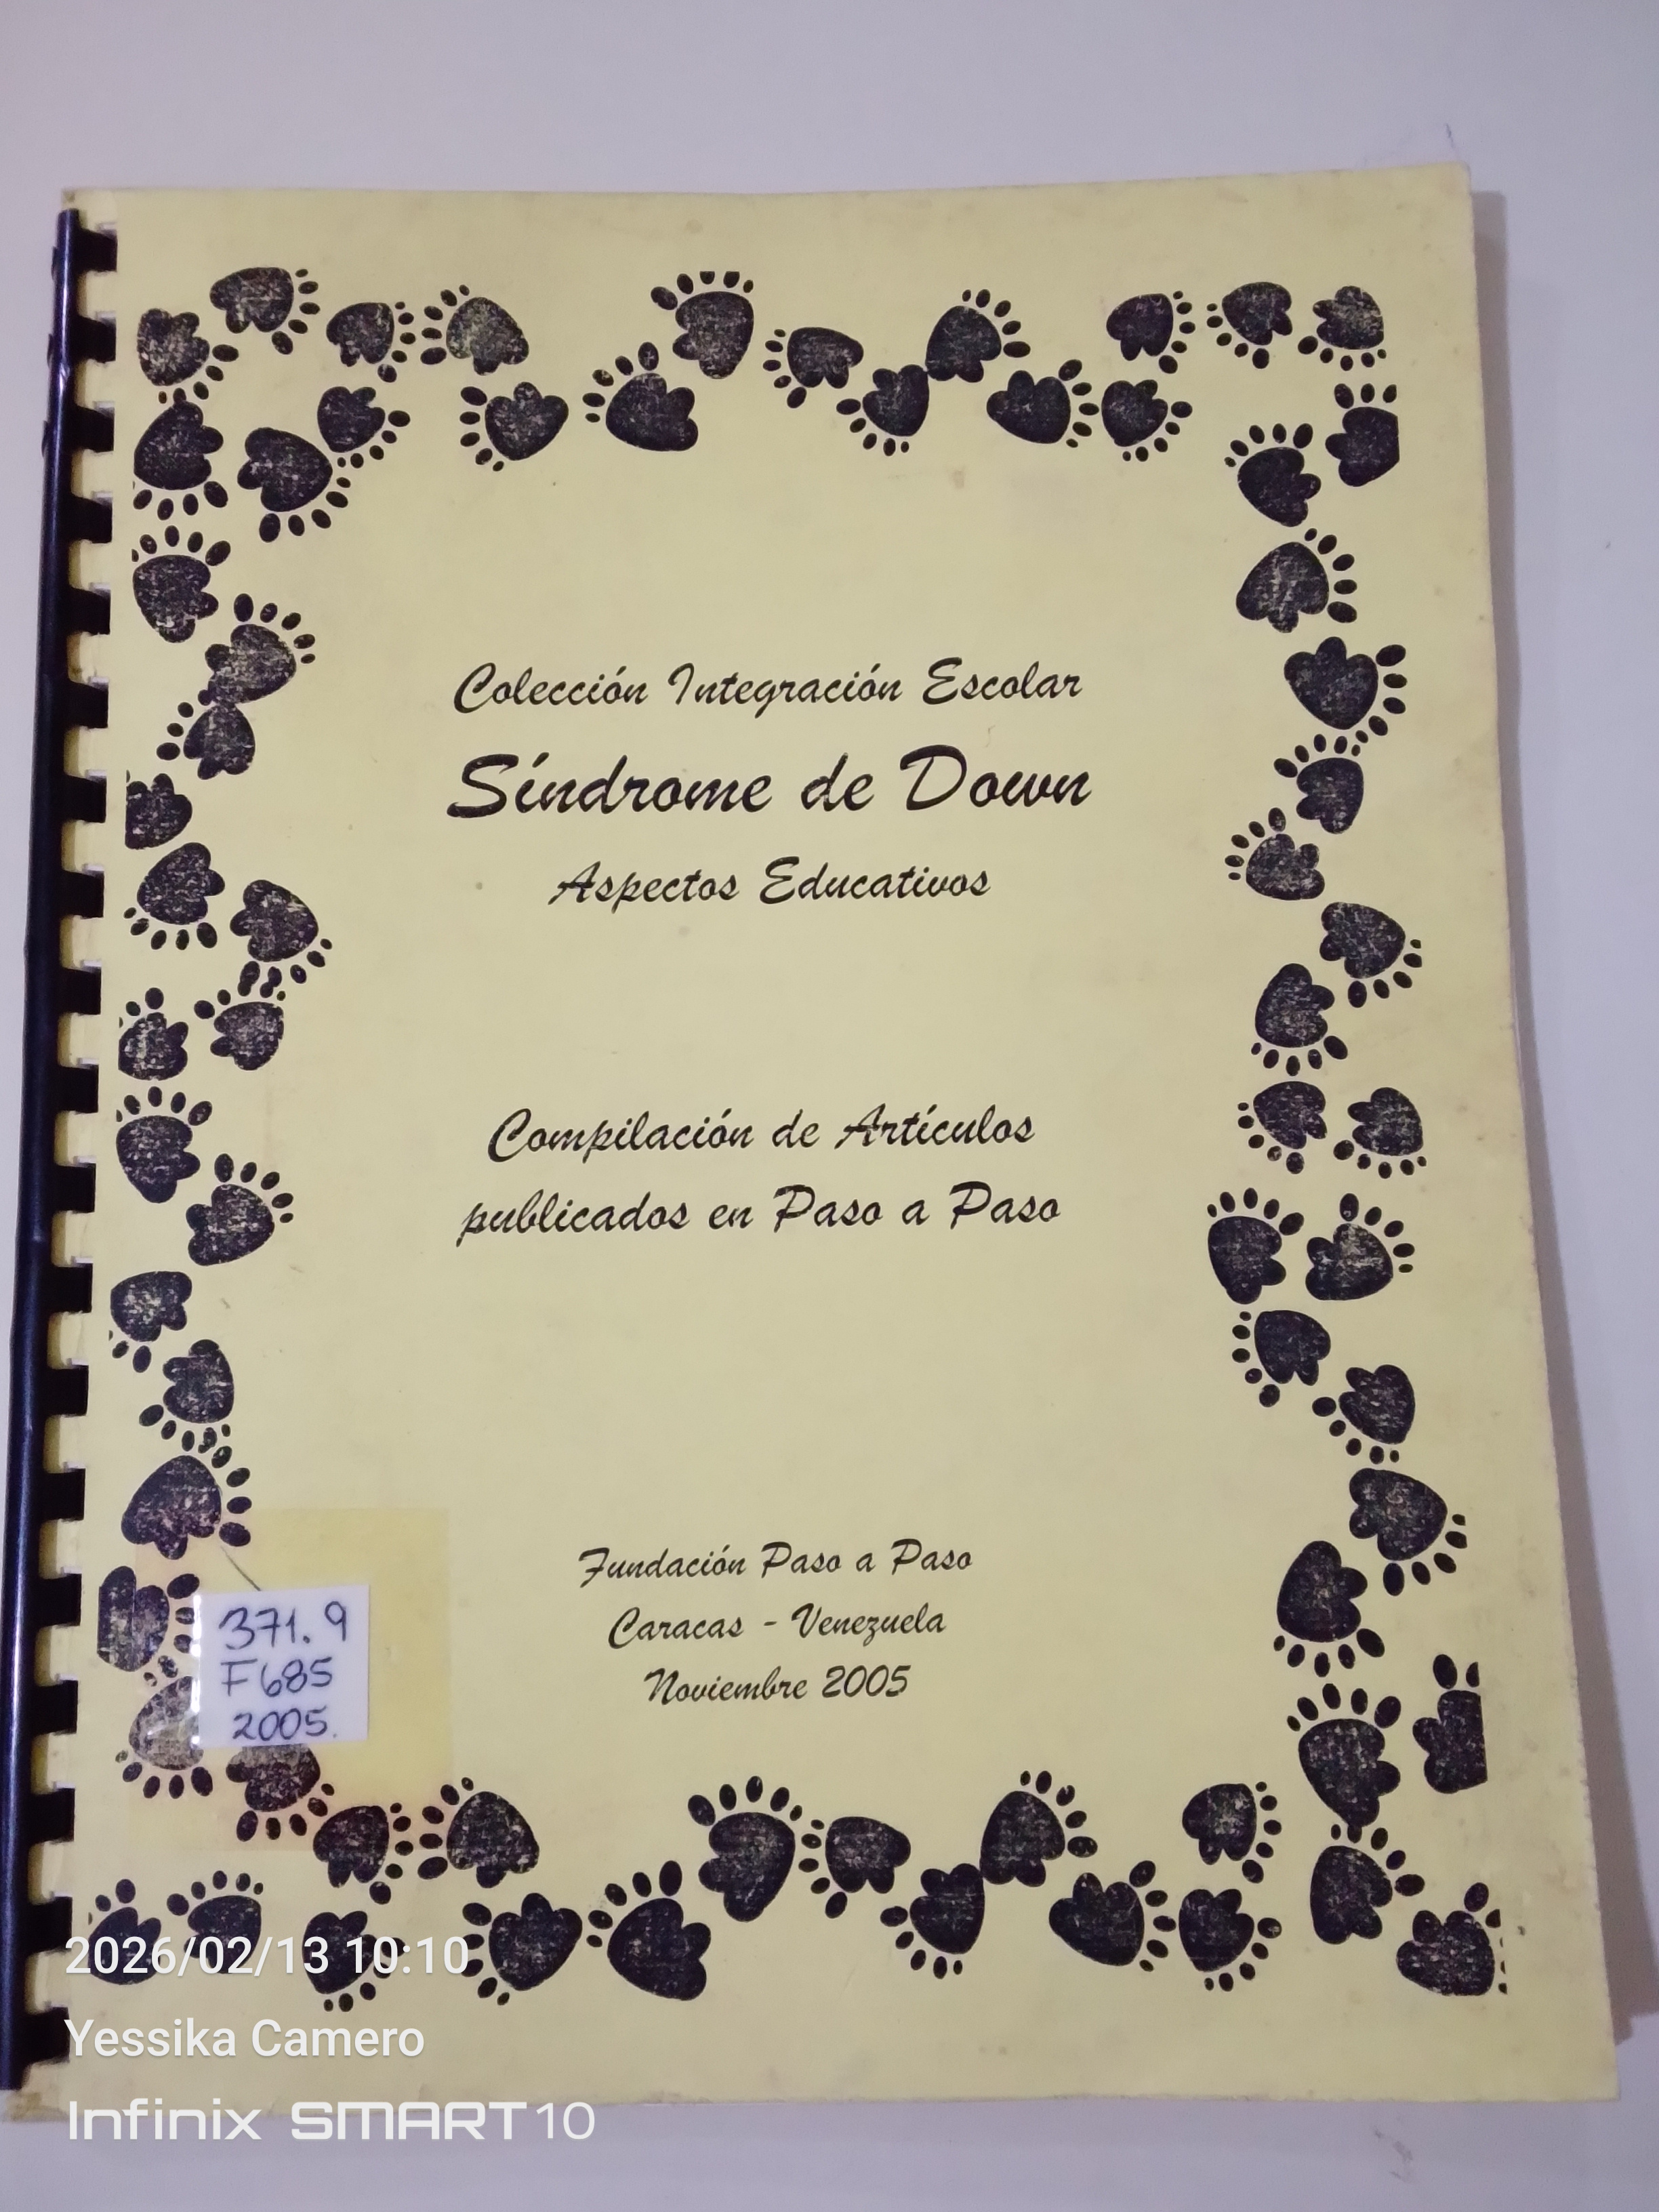 Colección Integración Escolar
Síndrome de Down
Aspectos Educativos
Compilación de Artículos
publicados en Paso a Paso
Fundación Paso a Paso
Caracas - Venezuela
Noviembre 2005
371.9
F685
2005.
2026/02/13 10:10
Yessika Camero
Infinix SMART10